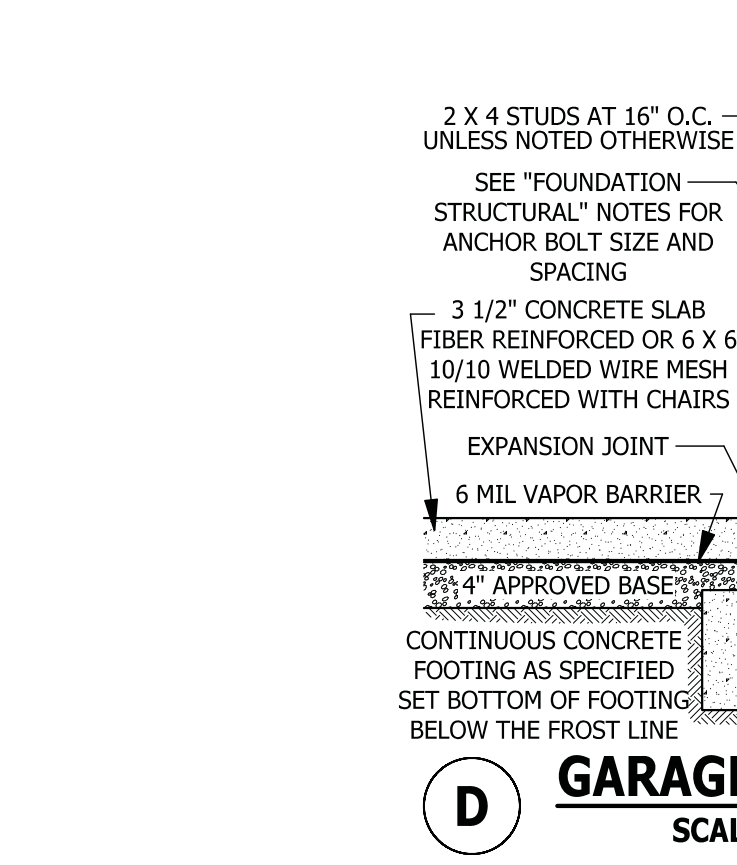 2 X 4 STUDS AT 16" O.C.
UNLESS NOTED OTHERWISE
SEE "FOUNDATION
STRUCTURAL" NOTES FOR
ANCHOR BOLT SIZE AND
SPACING
3 1/2" CONCRETE SLAB
FIBER REINFORCED OR 6 X 6
10/10 WELDED WIRE MESH
REINFORCED WITH CHAIRS
EXPANSION JOINT
6 MIL VAPOR BARRIER
4" APPROVED BASE
CONTINUOUS CONCRETE
FOOTING AS SPECIFIED
SET BOTTOM OF FOOTING
BELOW THE FROST LINE
D
GARAG
SCAL